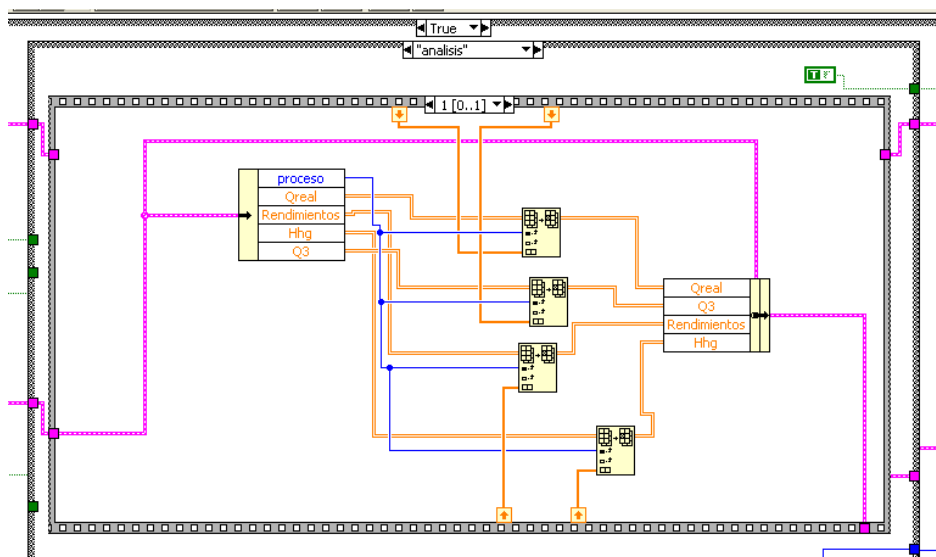 True
"analisis"
T F
1 [0..1]
proceso
Qreal
Rendimientos
Hhg
Q3
Qreal
Q3
Rendimientos
Hhg